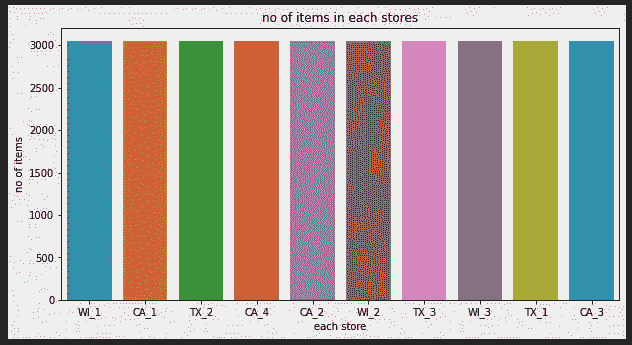 no of items in each stores
3000
2500
2000
1500
1000
500
0
no of items
WI_1 CA_1 TX_2 CA_4 CA_2 WI_2 TX_3 WI_3 TX_1 CA_3
each store